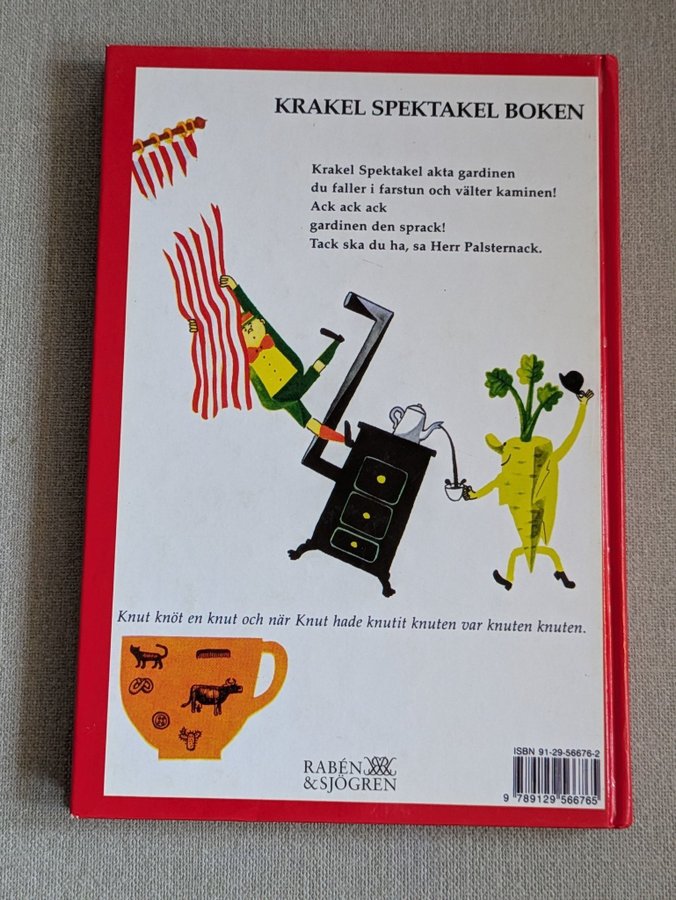 KRAKEL SPEKTAKEL BOKEN
Krakel Spektakel akta gardinen
du faller i farstun och välter kaminen!
Ack ack ack
gardinen den sprack!
Tack ska du ha, sa Herr Palsternack.
Knut knöt en knut och när Knut hade knutit knuten var knuten knuten.
RABÉN
&SJÖGREN
ISBN 91-29-56676-2
9 789129 566765